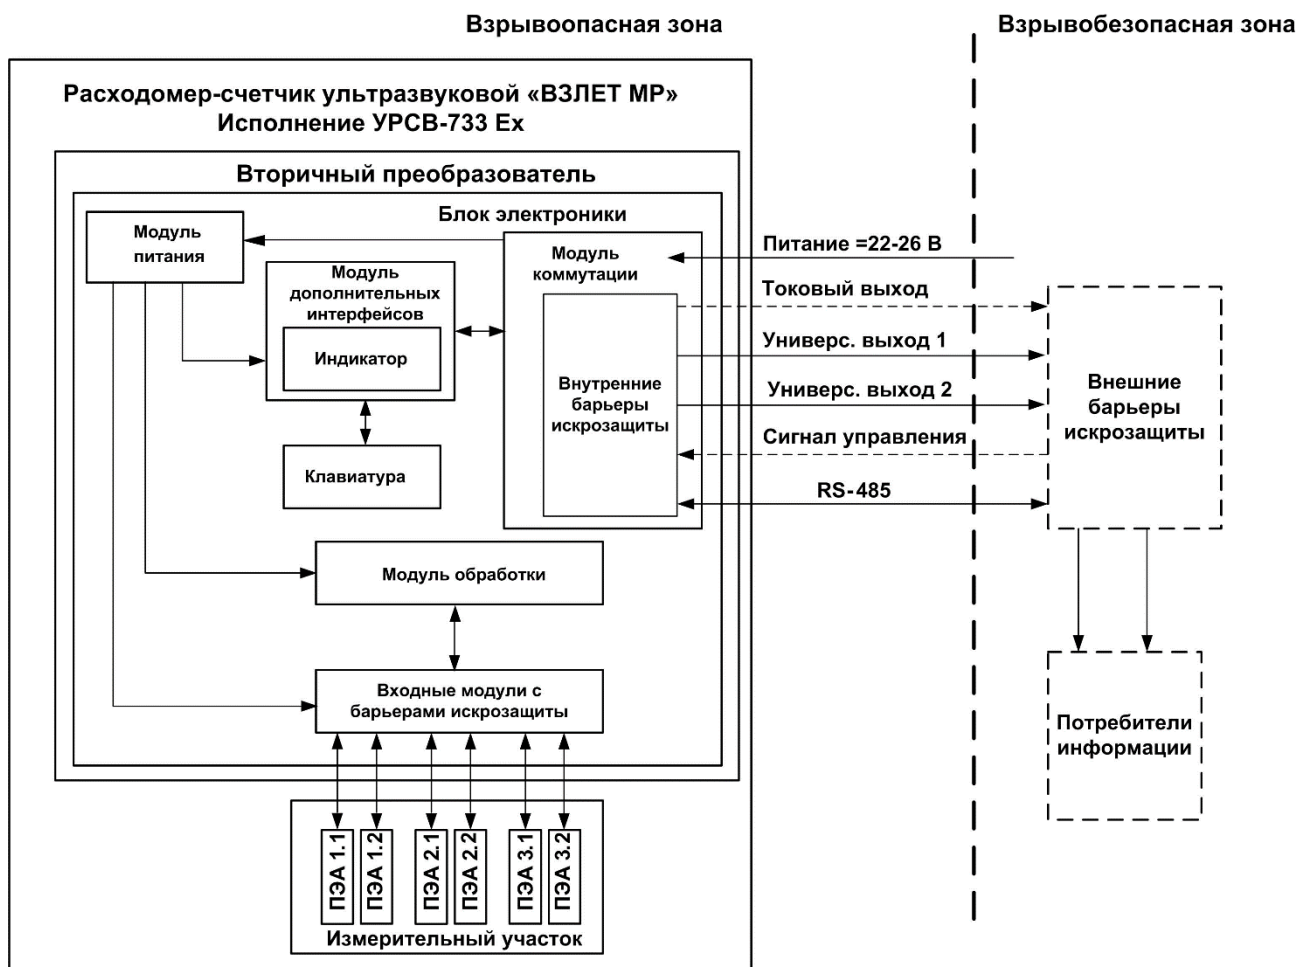 Взрывоопасная зона
Взрывобезопасная зона
Расходомер-счетчик ультразвуковой «ВЗЛЕТ МР»
Исполнение УРСВ-733 Ex
Вторичный преобразователь
Блок электроники
Модуль
питания
Модуль
дополнительных
интерфейсов
Индикатор
Клавиатура
Модуль
коммутации
Внутренние
барьеры
искрозащиты
Питание =22-26 В
Токовый выход
Универс. выход 1
Универс. выход 2
Сигнал управления
RS-485
Внешние
барьеры
искрозащиты
Модуль обработки
Входные модули с
барьерами искрозащиты
Потребители
информации
ПЭА 1.1
ПЭА 1.2
ПЭА 2.1
ПЭА 2.2
ПЭА 3.1
ПЭА 3.2
Измерительный участок